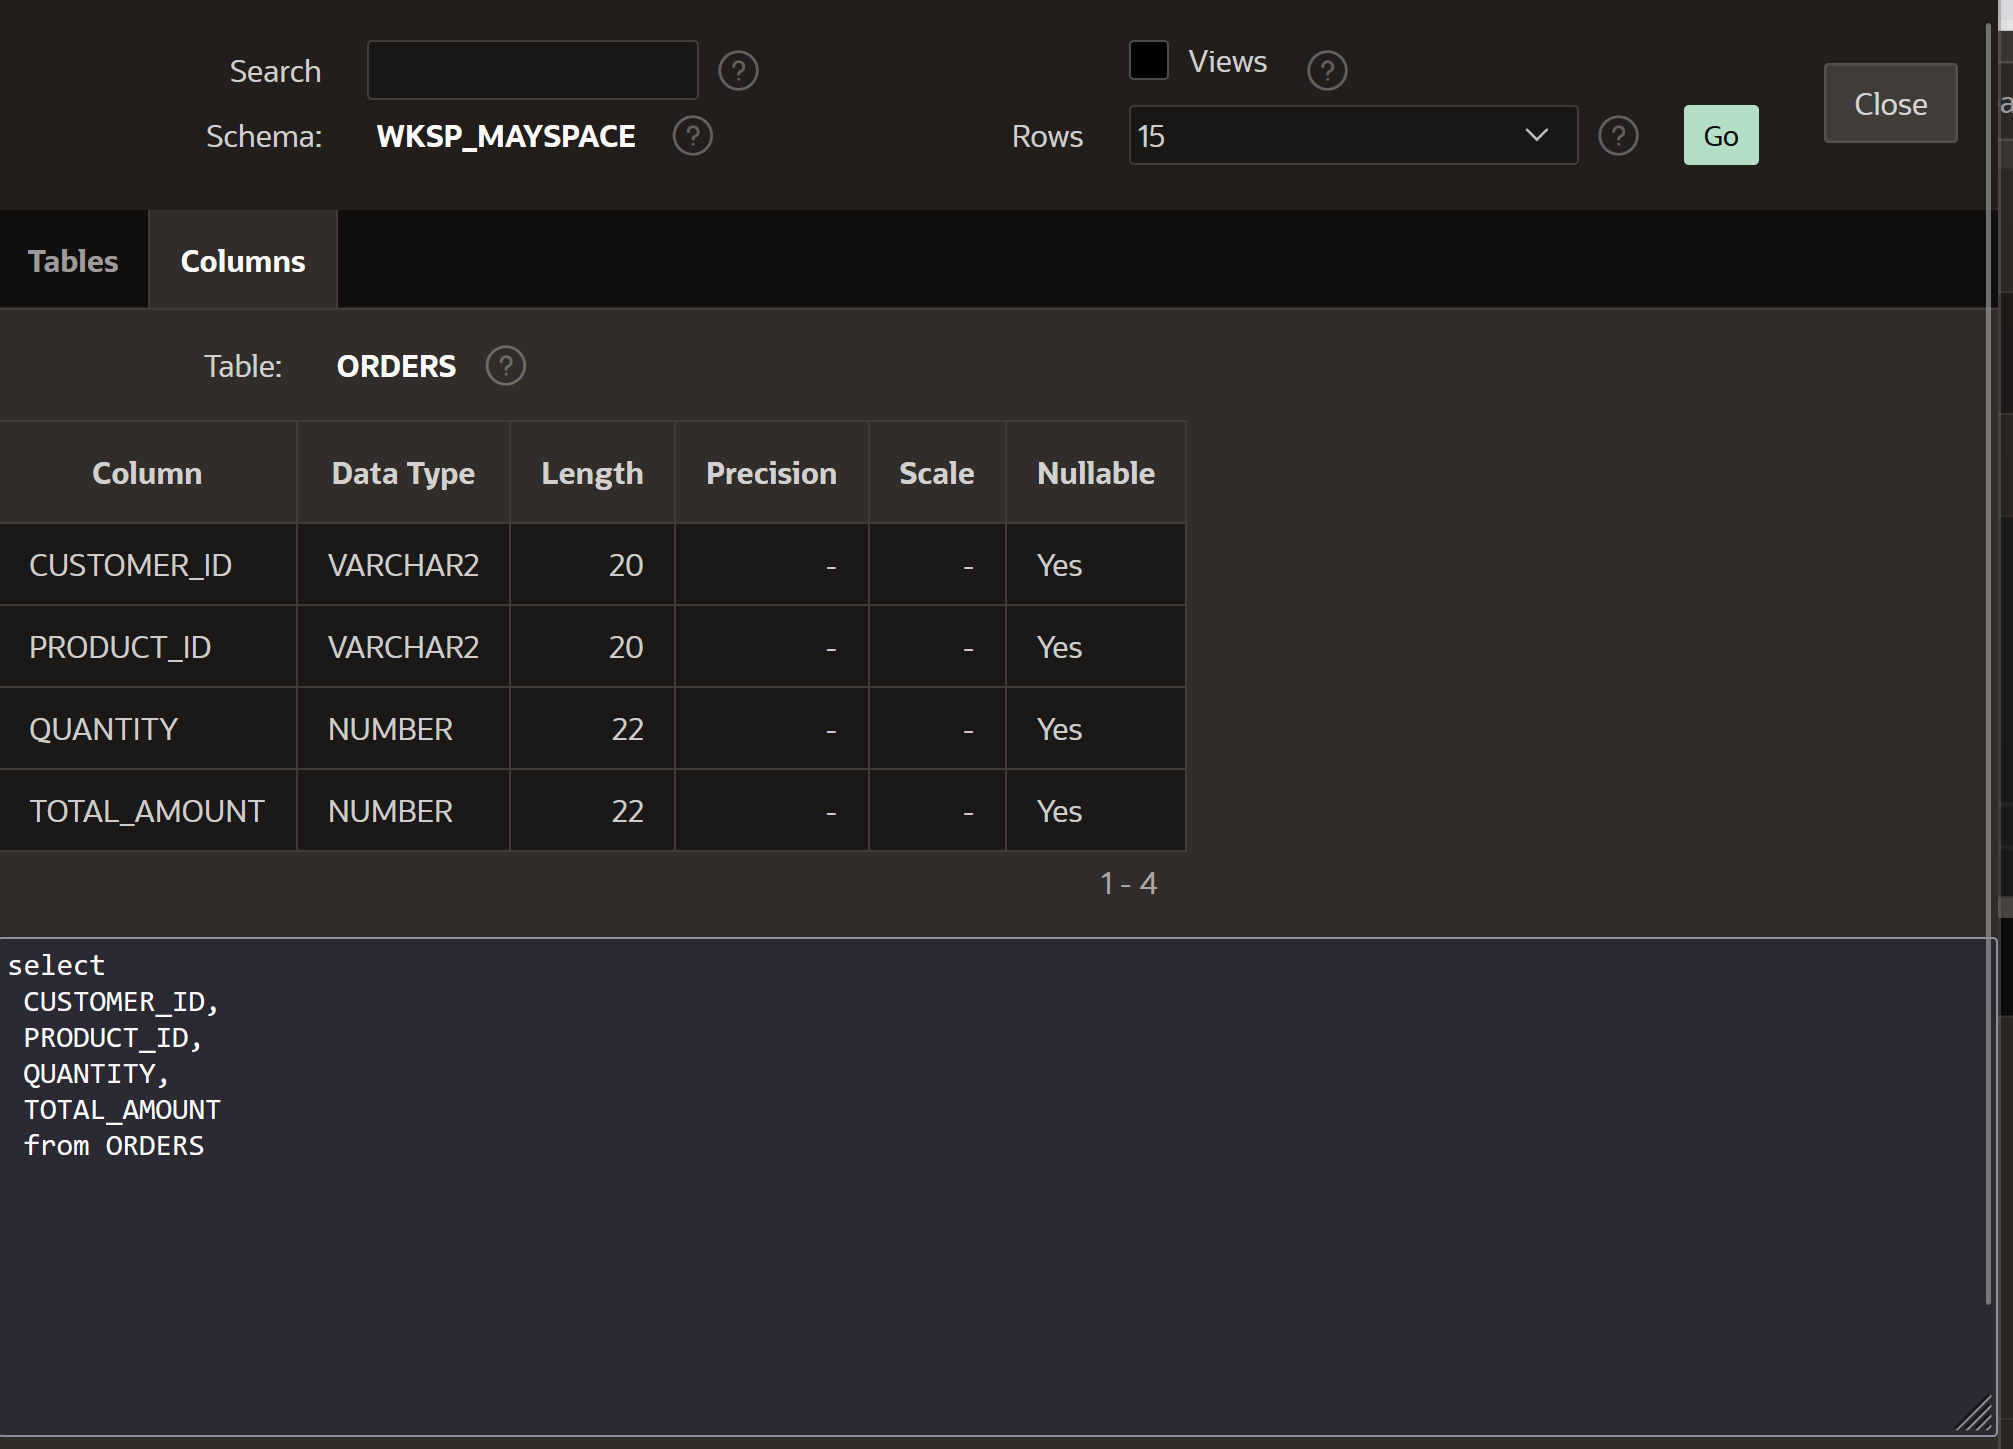 Search
Views
Close
Schema: WKSP_MAYSPACE
Rows 15
Go
Tables Columns
Table: ORDERS
Column Data Type Length Precision Scale Nullable
CUSTOMER_ID VARCHAR2 20 - - Yes
PRODUCT_ID VARCHAR2 20 - - Yes
QUANTITY NUMBER 22 - - Yes
TOTAL_AMOUNT NUMBER 22 - - Yes
1 - 4
select
CUSTOMER_ID,
PRODUCT_ID,
QUANTITY,
TOTAL_AMOUNT
from ORDERS